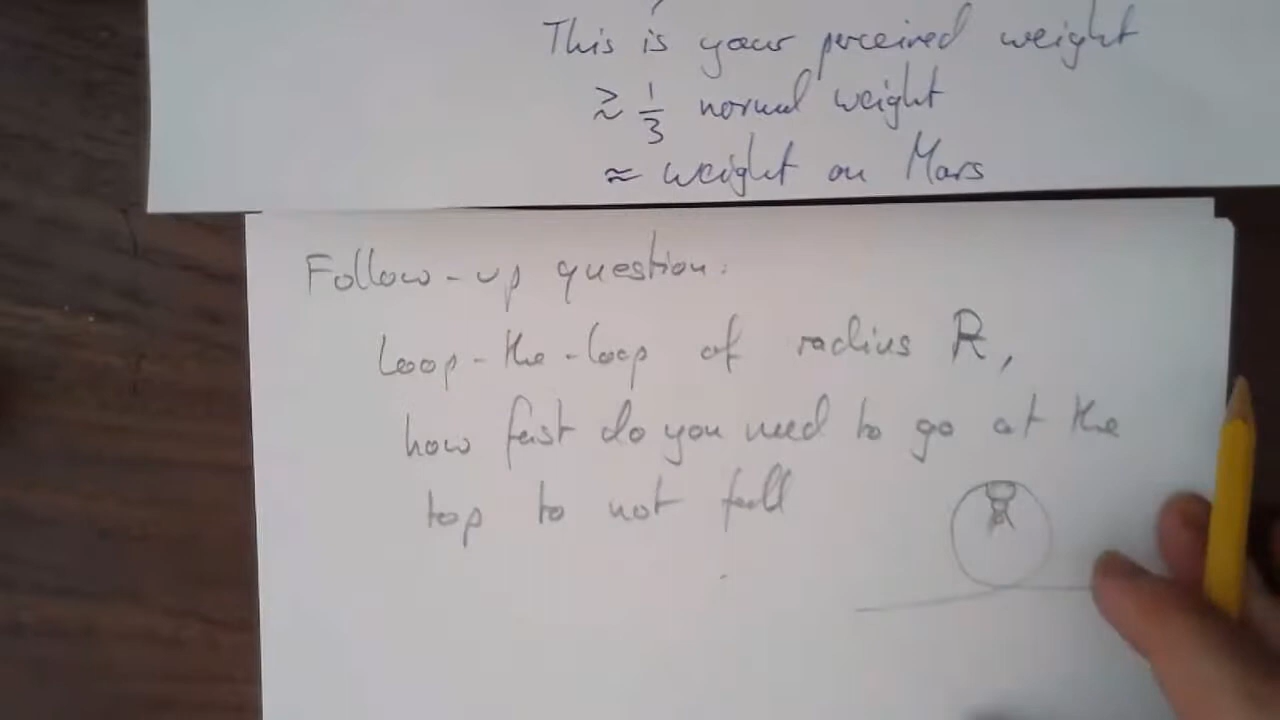 This is your perceived weight
≳ 1/3 normal weight
≈ weight on Mars
Follow-up question:
loop-the-loop of radius R,
how fast do you need to go at the
top to not fall